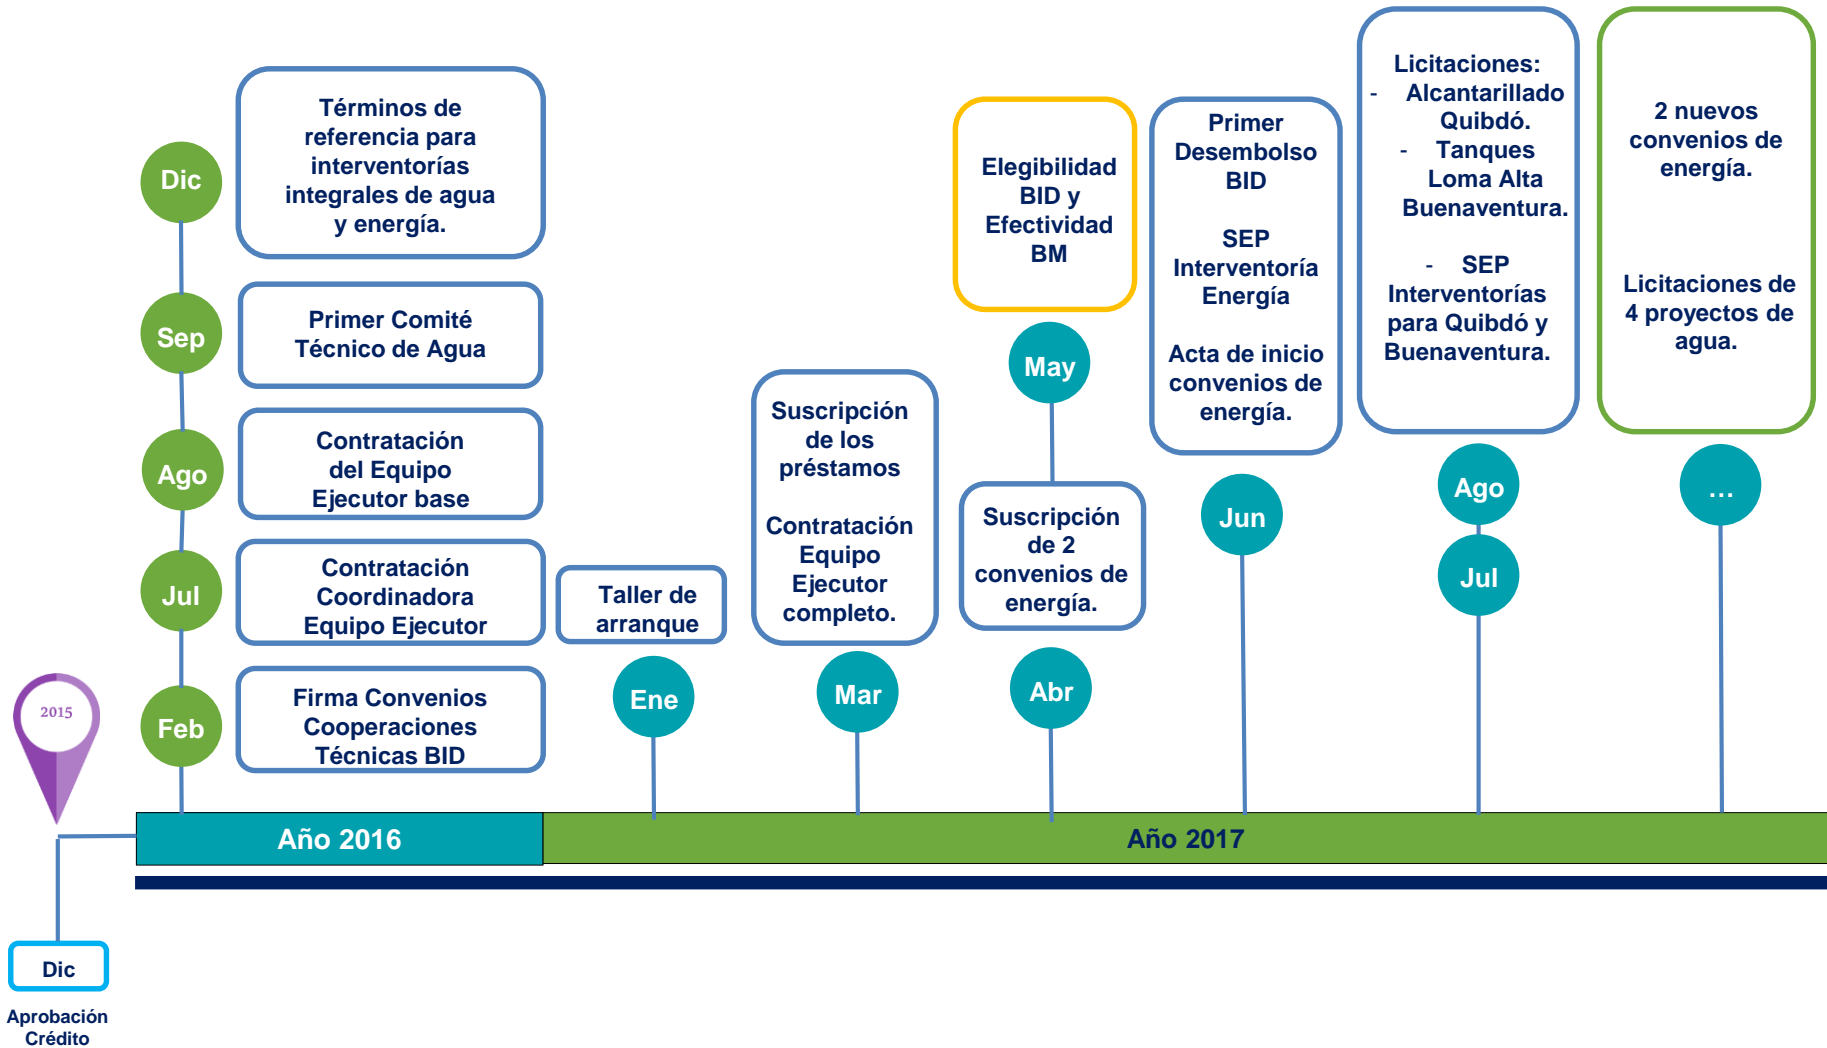 2015
Dic
Aprobación
Crédito
Dic
Términos de
referencia para
interventorías
integrales de agua
y energía.
Sep
Primer Comité
Técnico de Agua
Ago
Contratación
del Equipo
Ejecutor base
Jul
Contratación
Coordinadora
Equipo Ejecutor
Feb
Firma Convenios
Cooperaciones
Técnicas BID
Año 2016
Taller de
arranque
Ene
Suscripción
de los
préstamos
Contratación
Equipo
Ejecutor
completo.
Mar
Elegibilidad
BID y
Efectividad
BM
May
Suscripción
de 2
convenios de
energía.
Abr
Primer
Desembolso
BID
SEP
Interventoría
Energía
Acta de inicio
convenios de
energía.
Jun
Licitaciones:
- Alcantarillado
Quibdó.
- Tanques
Loma Alta
Buenaventura.
- SEP
Interventorías
para Quibdó y
Buenaventura.
Ago
Jul
2 nuevos
convenios de
energía.
Licitaciones de
4 proyectos de
agua.
...
Año 2017